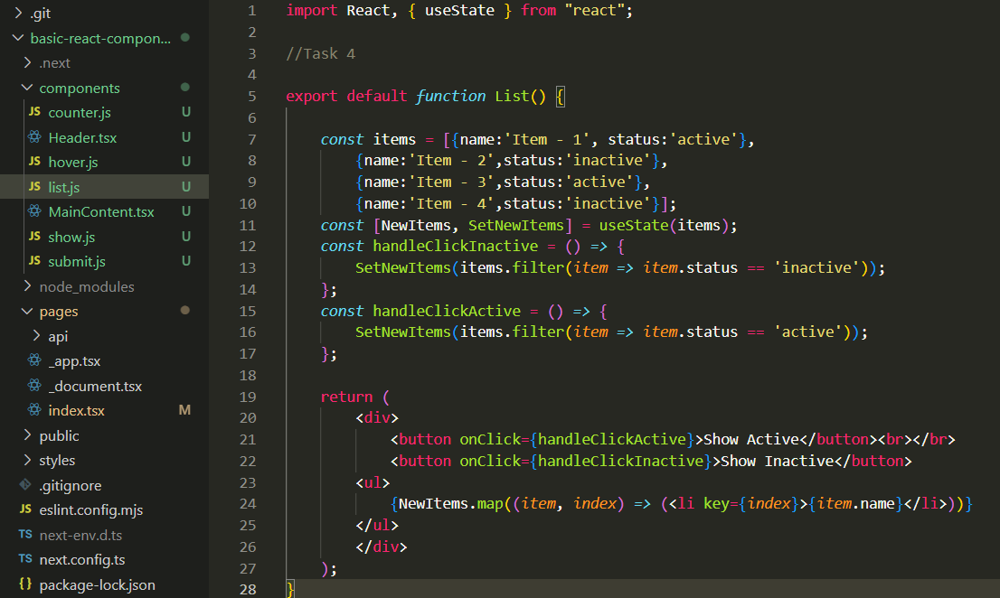 .git
basic-react-compon...
.next
components
JS counter.js U
Header.tsx U
JS hover.js U
JS list.js U
MainContent.tsx U
JS show.js U
JS submit.js U
node_modules
pages
api
_app.tsx
_document.tsx
index.tsx M
public
styles
.gitignore
JS eslint.config.mjs
TS next-env.d.ts
TS next.config.ts
{} package-lock.json
1 import React, { useState } from "react";
2
3 //Task 4
4
5 export default function List() {
6
7     const items = [{name:'Item - 1', status:'active'},
8         {name:'Item - 2',status:'inactive'},
9         {name:'Item - 3',status:'active'},
10         {name:'Item - 4',status:'inactive'}];
11     const [NewItems, SetNewItems] = useState(items);
12     const handleClickInactive = () => {
13         SetNewItems(items.filter(item => item.status == 'inactive'));
14     };
15     const handleClickActive = () => {
16         SetNewItems(items.filter(item => item.status == 'active'));
17     };
18
19     return (
20         <div>
21             <button onClick={handleClickActive}>Show Active</button><br></br>
22             <button onClick={handleClickInactive}>Show Inactive</button>
23         <ul>
24             {NewItems.map((item, index) => (<li key={index}>{item.name}</li>))}
25         </ul>
26         </div>
27     );
28 }